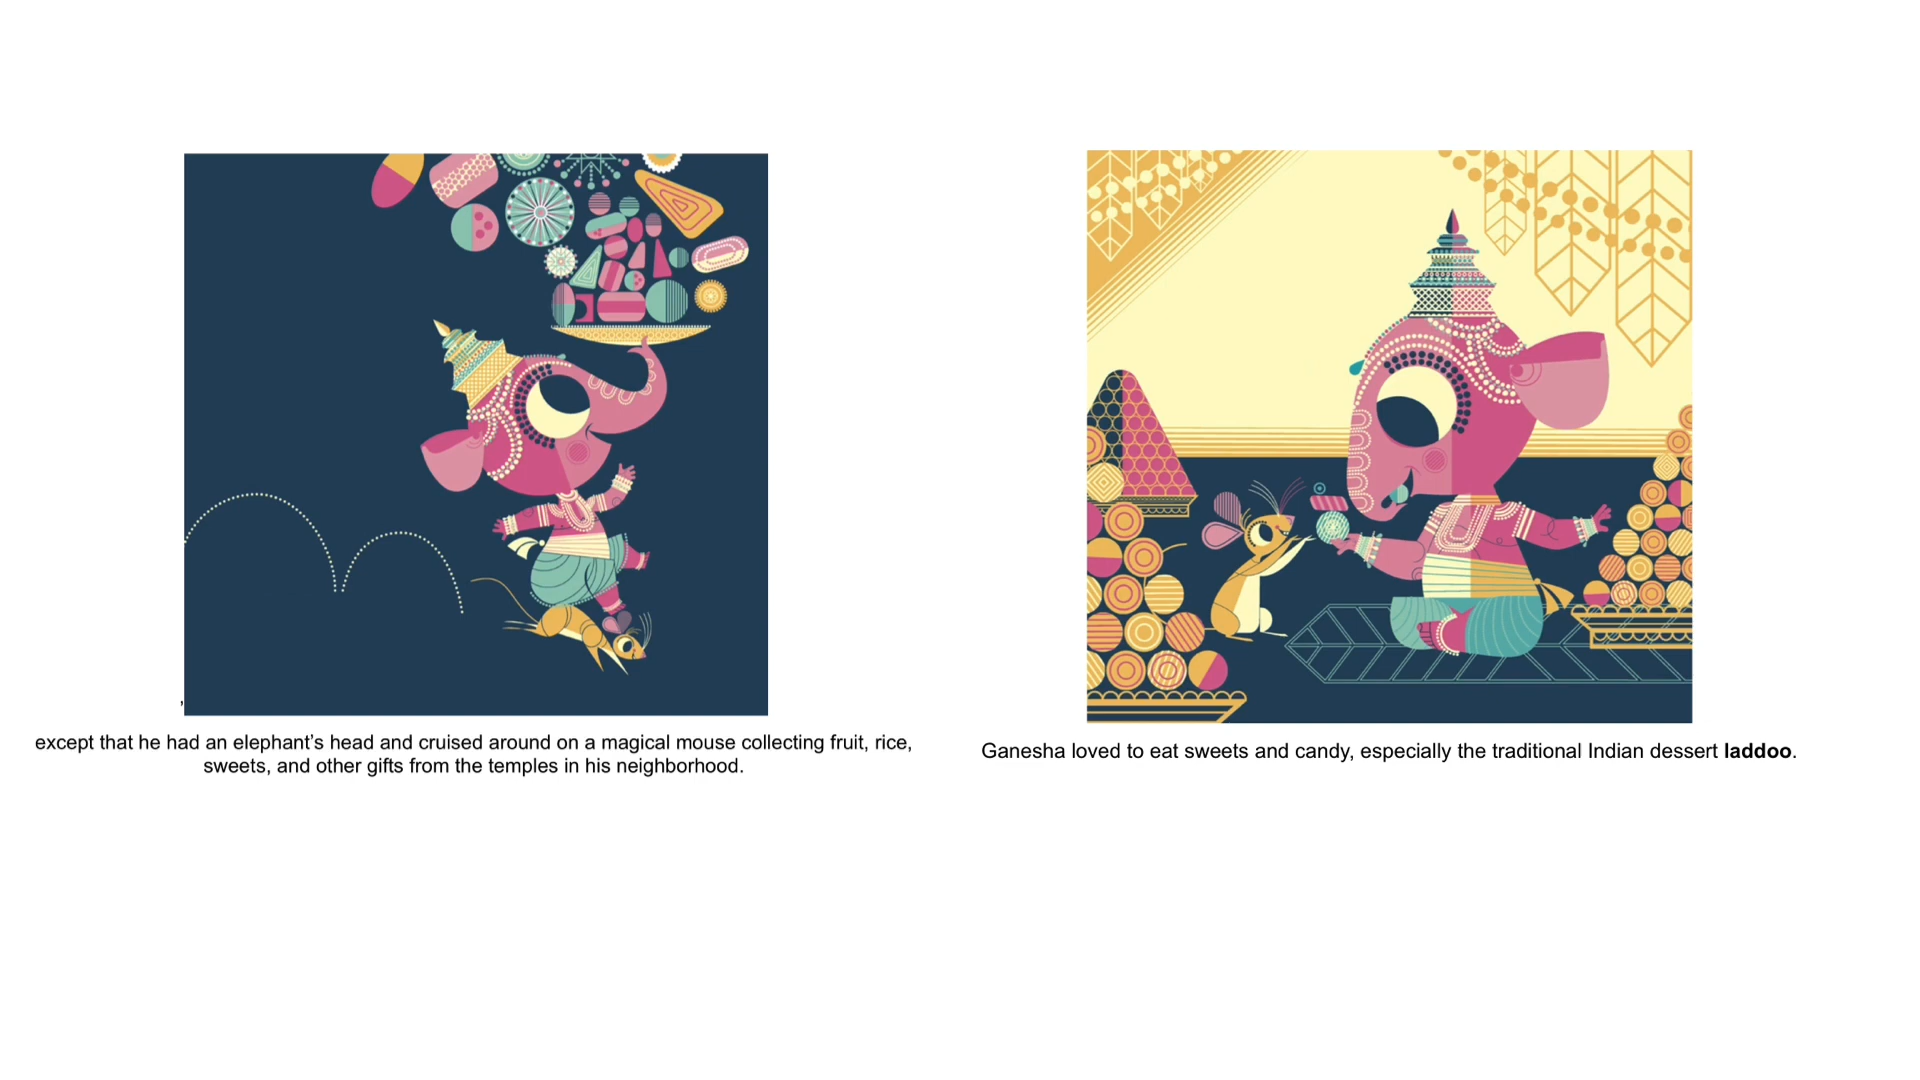 ,
except that he had an elephant’s head and cruised around on a magical mouse collecting fruit, rice,
sweets, and other gifts from the temples in his neighborhood.
Ganesha loved to eat sweets and candy, especially the traditional Indian dessert laddoo.